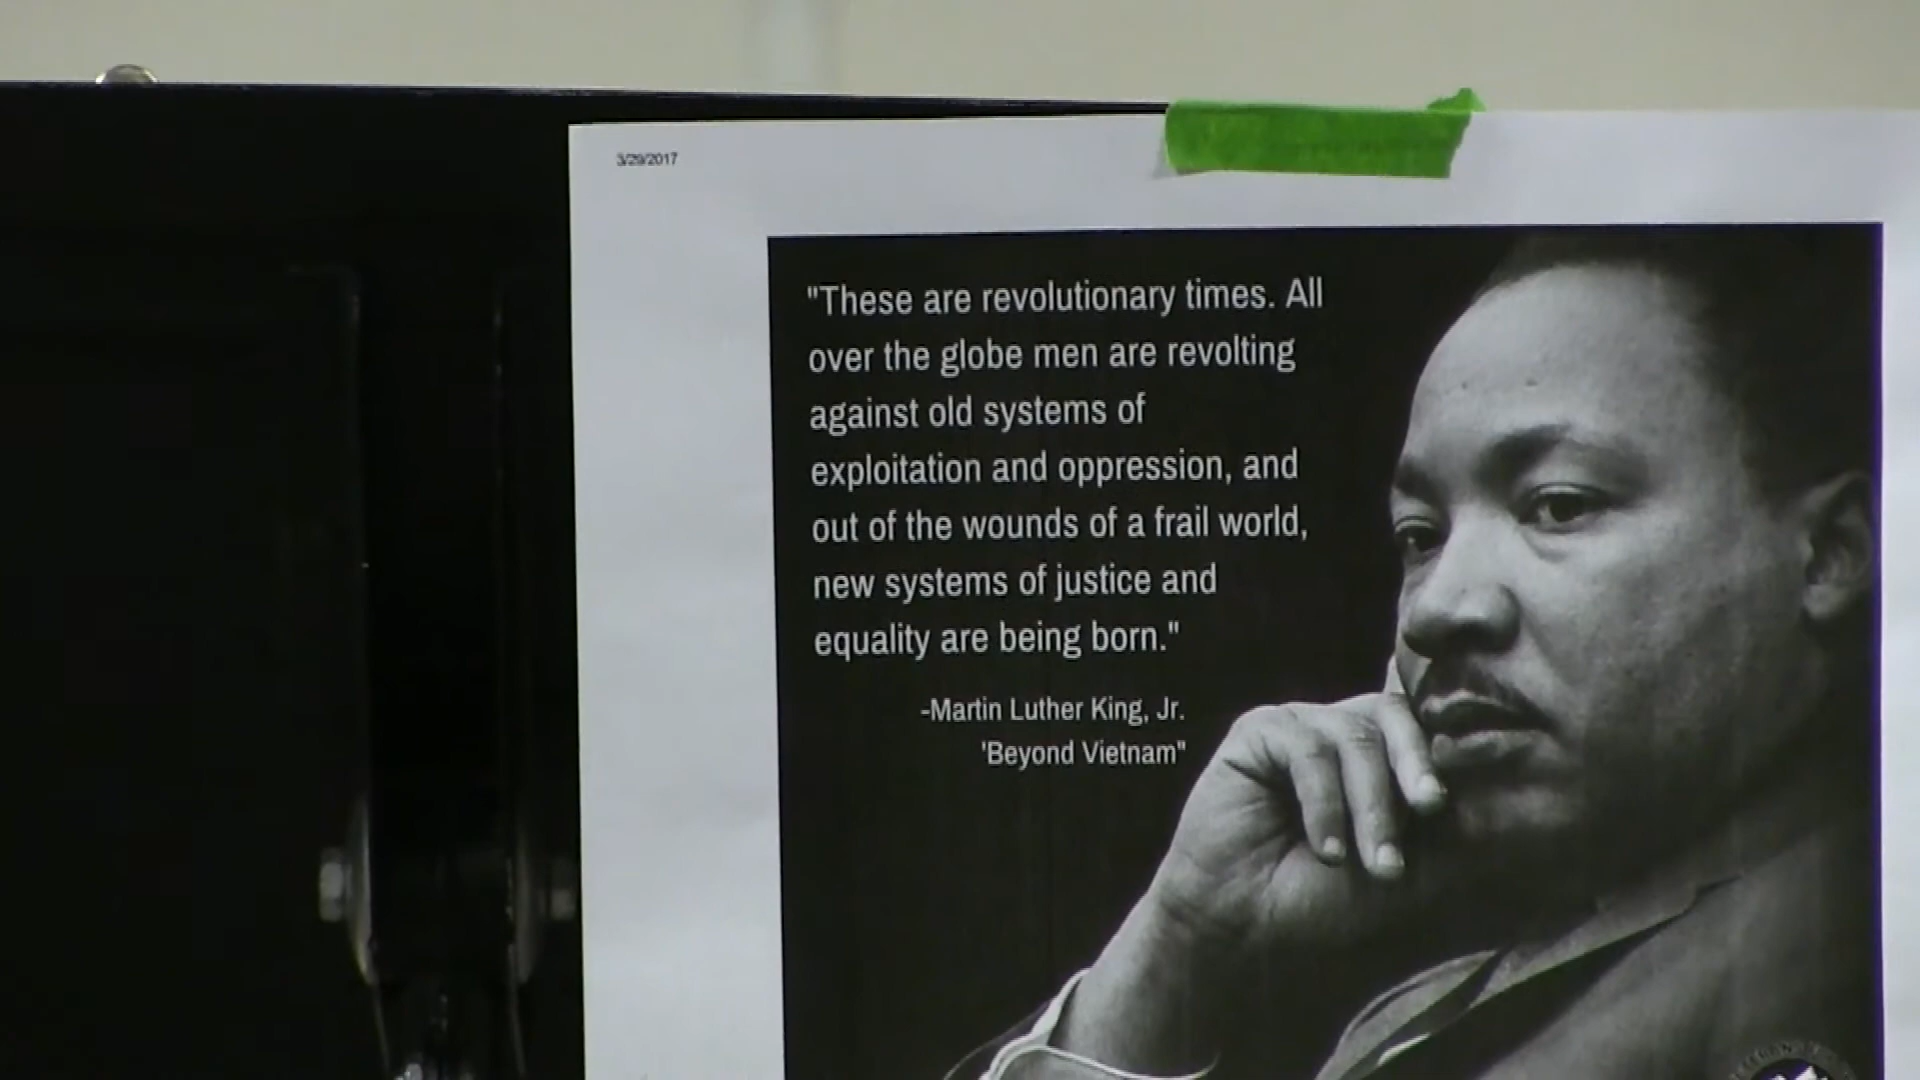 3/29/2017
"These are revolutionary times. All
over the globe men are revolting
against old systems of
exploitation and oppression, and
out of the wounds of a frail world,
new systems of justice and
equality are being born."
-Martin Luther King, Jr.
'Beyond Vietnam"